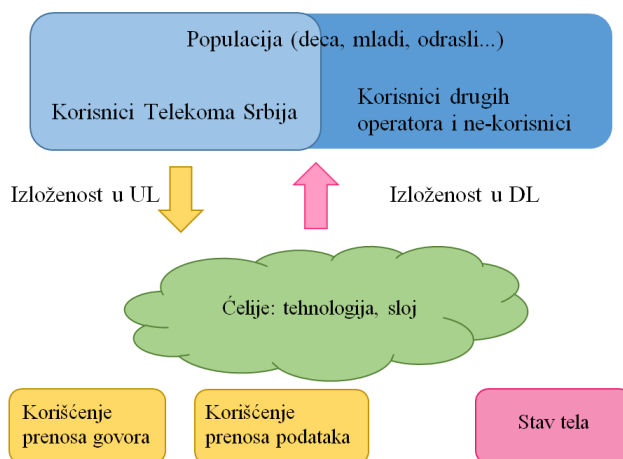 Populacija (deca, mladi, odrasli...)
Korisnici Telekoma Srbija
Korisnici drugih
operatora i ne-korisnici
Izloženost u UL
Izloženost u DL
Ćelije: tehnologija, sloj
Korišćenje
prenosa govora
Korišćenje
prenosa podataka
Stav tela